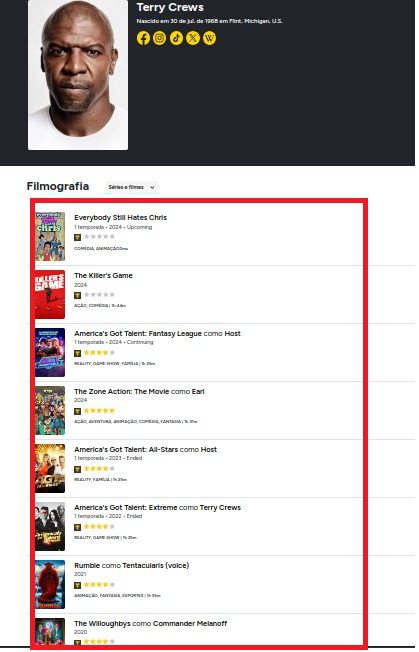 Terry Crews
Nascido em 30 de jul. de 1968 em Flint, Michigan, U.S.
Filmografia
Séries e filmes
Everybody Still Hates Chris
1 temporada • 2024 • Upcoming
COMÉDIA, ANIMAÇÃO
The Killer's Game
2024
AÇÃO, COMÉDIA | 1h 44m
America's Got Talent: Fantasy League como Host
1 temporada • 2024 • Continuing
REALITY, GAME SHOW, FAMÍLIA | 1h 25m
The Zone Action: The Movie como Earl
2024
AÇÃO, AVENTURA, ANIMAÇÃO, COMÉDIA, FANTASIA | 1h 31m
America's Got Talent: All-Stars como Host
1 temporada • 2023 • Ended
REALITY, FAMÍLIA | 1h 25m
America's Got Talent: Extreme como Terry Crews
1 temporada • 2022 • Ended
REALITY, GAME SHOW | 1h 25m
Rumble como Tentacularis (voice)
2021
ANIMAÇÃO, FANTASIA, ESPORTES | 1h 35m
The Willoughbys como Commander Melanoff
2020